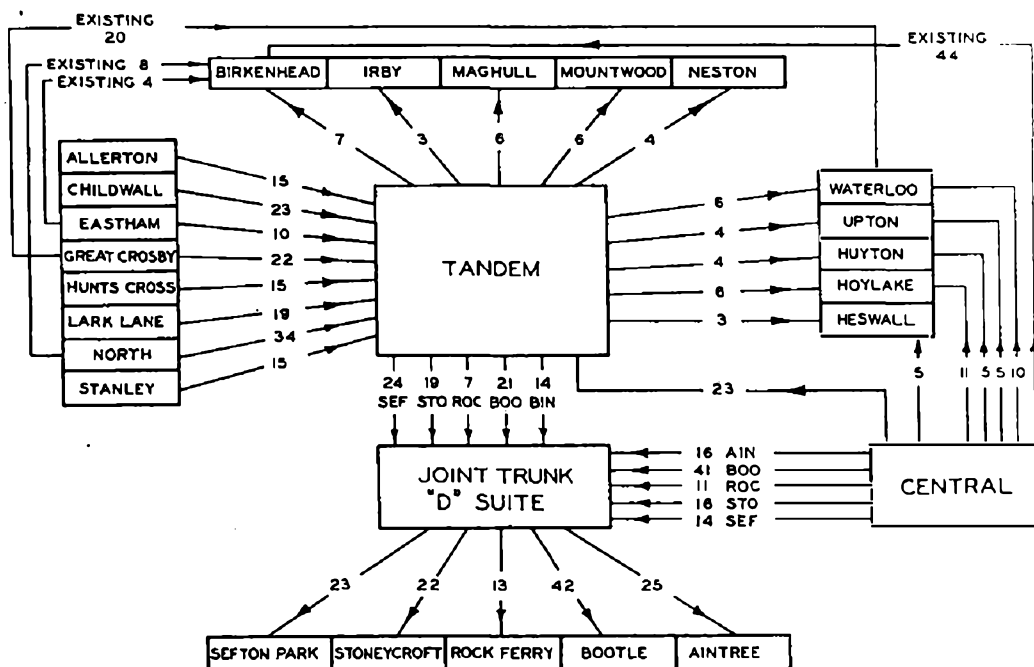 EXISTING
20
EXISTING
44
EXISTING 8
EXISTING 4
BIRKENHEAD IRBY MAGHULL MOUNTWOOD NESTON
7 3 6 6 4
ALLERTON
CHILDWALL
EASTHAM
GREAT CROSBY
HUNTS CROSS
LARK LANE
NORTH
STANLEY
15
23
10
22
15
19
34
15
TANDEM
6
4
4
6
3
WATERLOO
UPTON
HUYTON
HOYLAKE
HESWALL
5 11 5 5 10
23
24 19 7 21 14
SEF STO ROC BOO BIN
JOINT TRUNK
"D" SUITE
16 AIN
41 BOO
11 ROC
16 STO
14 SEF
CENTRAL
23 22 13 42 25
SEFTON PARK STONEYCROFT ROCK FERRY BOOTLE AINTREE